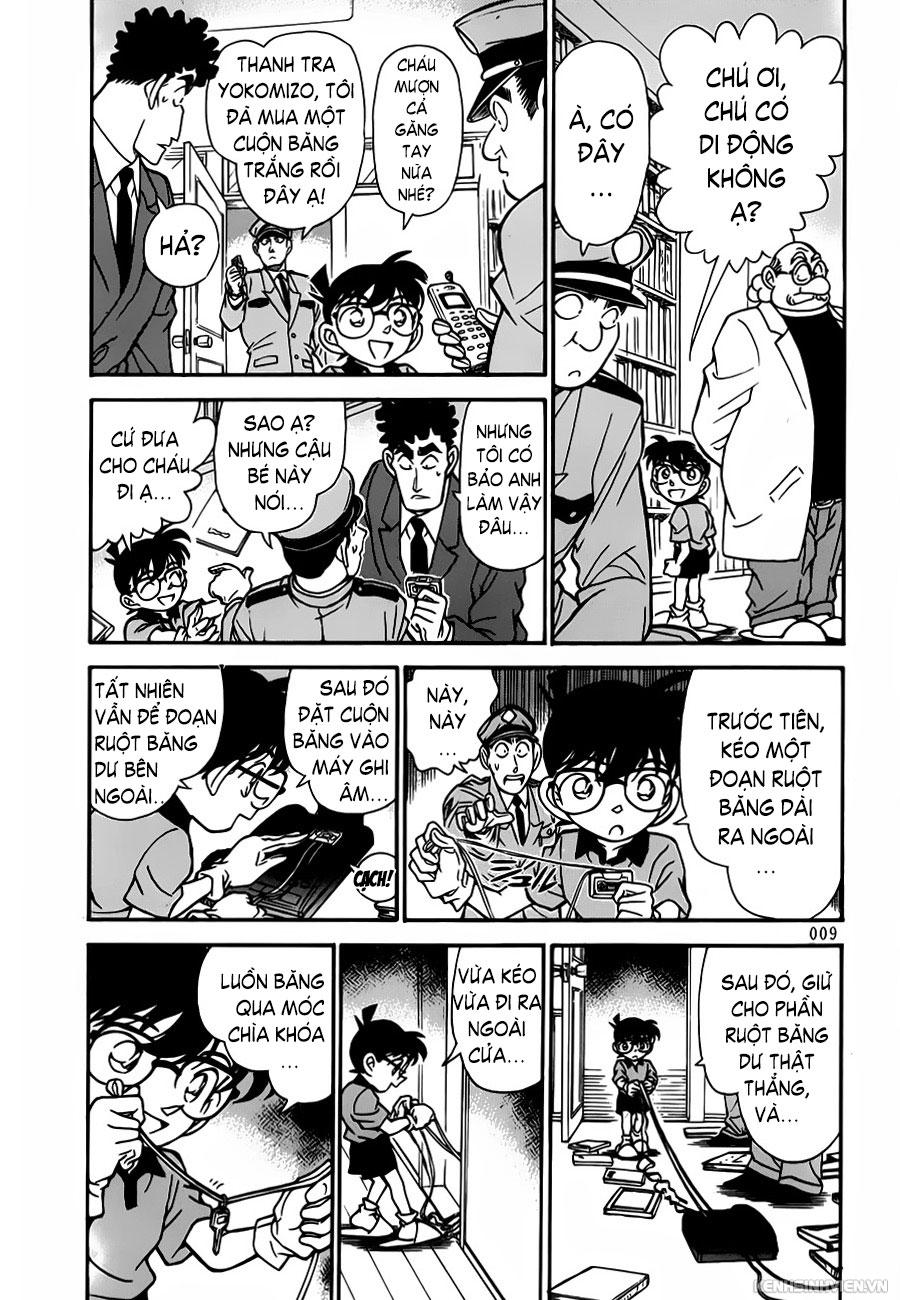 CHÚ ƠI,
CHÚ CÓ
DI ĐỘNG
KHÔNG
Ạ?
À, CÓ
ĐÂY
...
CHÁU
MƯỢN
CẢ
GĂNG
TAY
NỮA
NHÉ?
THANH TRA
YOKOMIZO, TÔI
ĐÃ MUA MỘT
CUỘN BĂNG
TRẮNG RỒI
ĐÂY Ạ!
HẢ?
NHƯNG
TÔI CÓ
BẢO ANH
LÀM VẬY
ĐÂU...
SAO Ạ?
NHƯNG CẬU
BÉ NÀY
NÓI...
CỨ ĐƯA
CHO CHÁU
ĐI Ạ...
TRƯỚC TIÊN,
KÉO MỘT
ĐOẠN RUỘT
BĂNG DÀI
RA NGOÀI
...
NÀY,
NÀY
...
SAU ĐÓ
ĐẶT CUỘN
BĂNG VÀO
MÁY GHI
ÂM...
TẤT NHIÊN
VẪN ĐỂ ĐOẠN
RUỘT BĂNG
DƯ BÊN
NGOÀI..
CẠCH!
009
SAU ĐÓ, GIỮ
CHO PHẦN
RUỘT BĂNG
DƯ THẬT
THẲNG,
VÀ...
VỪA KÉO
VỪA ĐI RA
NGOÀI
CỬA...
LUỒN BĂNG
QUA MÓC
CHÌA KHÓA
...
KENHSINHVIEN.VN